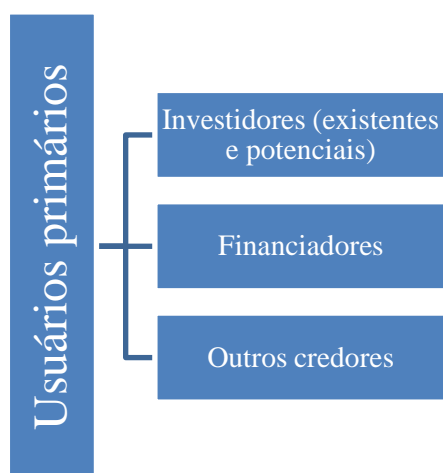 Usuários primários
Investidores (existentes
e potenciais)
Financiadores
Outros credores